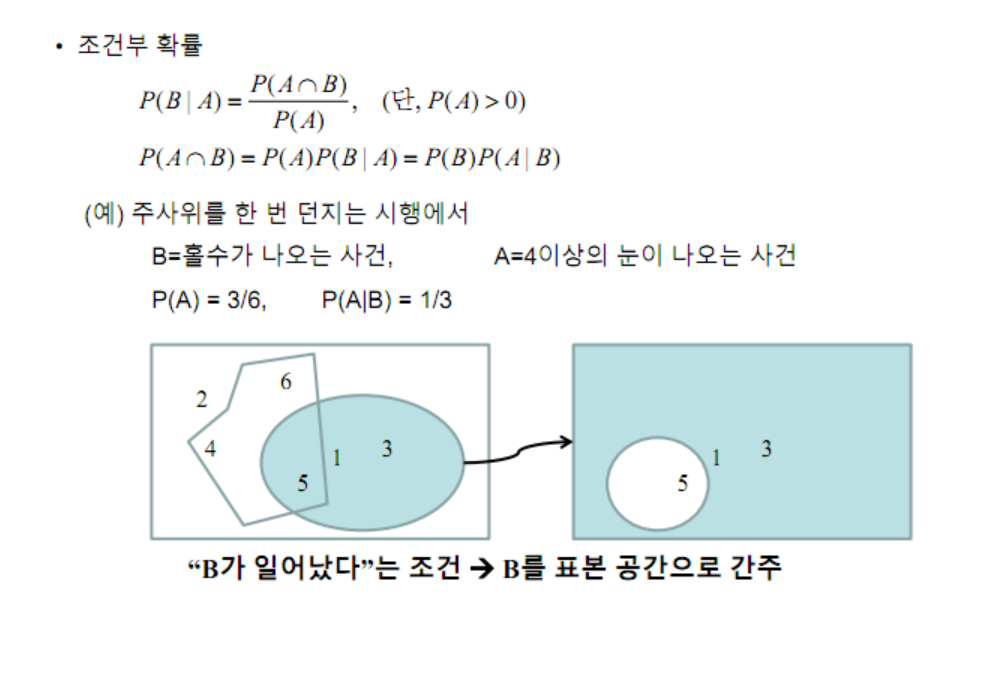 • 조건부 확률
P(B | A) = P(A∩B) / P(A), (단, P(A) > 0)
P(A∩B) = P(A)P(B | A) = P(B)P(A | B)
(예) 주사위를 한 번 던지는 시행에서
B=홀수가 나오는 사건, A=4이상의 눈이 나오는 사건
P(A) = 3/6, P(A|B) = 1/3
6
2
4 1 3 1 3
5 5
“B가 일어났다”는 조건 → B를 표본 공간으로 간주